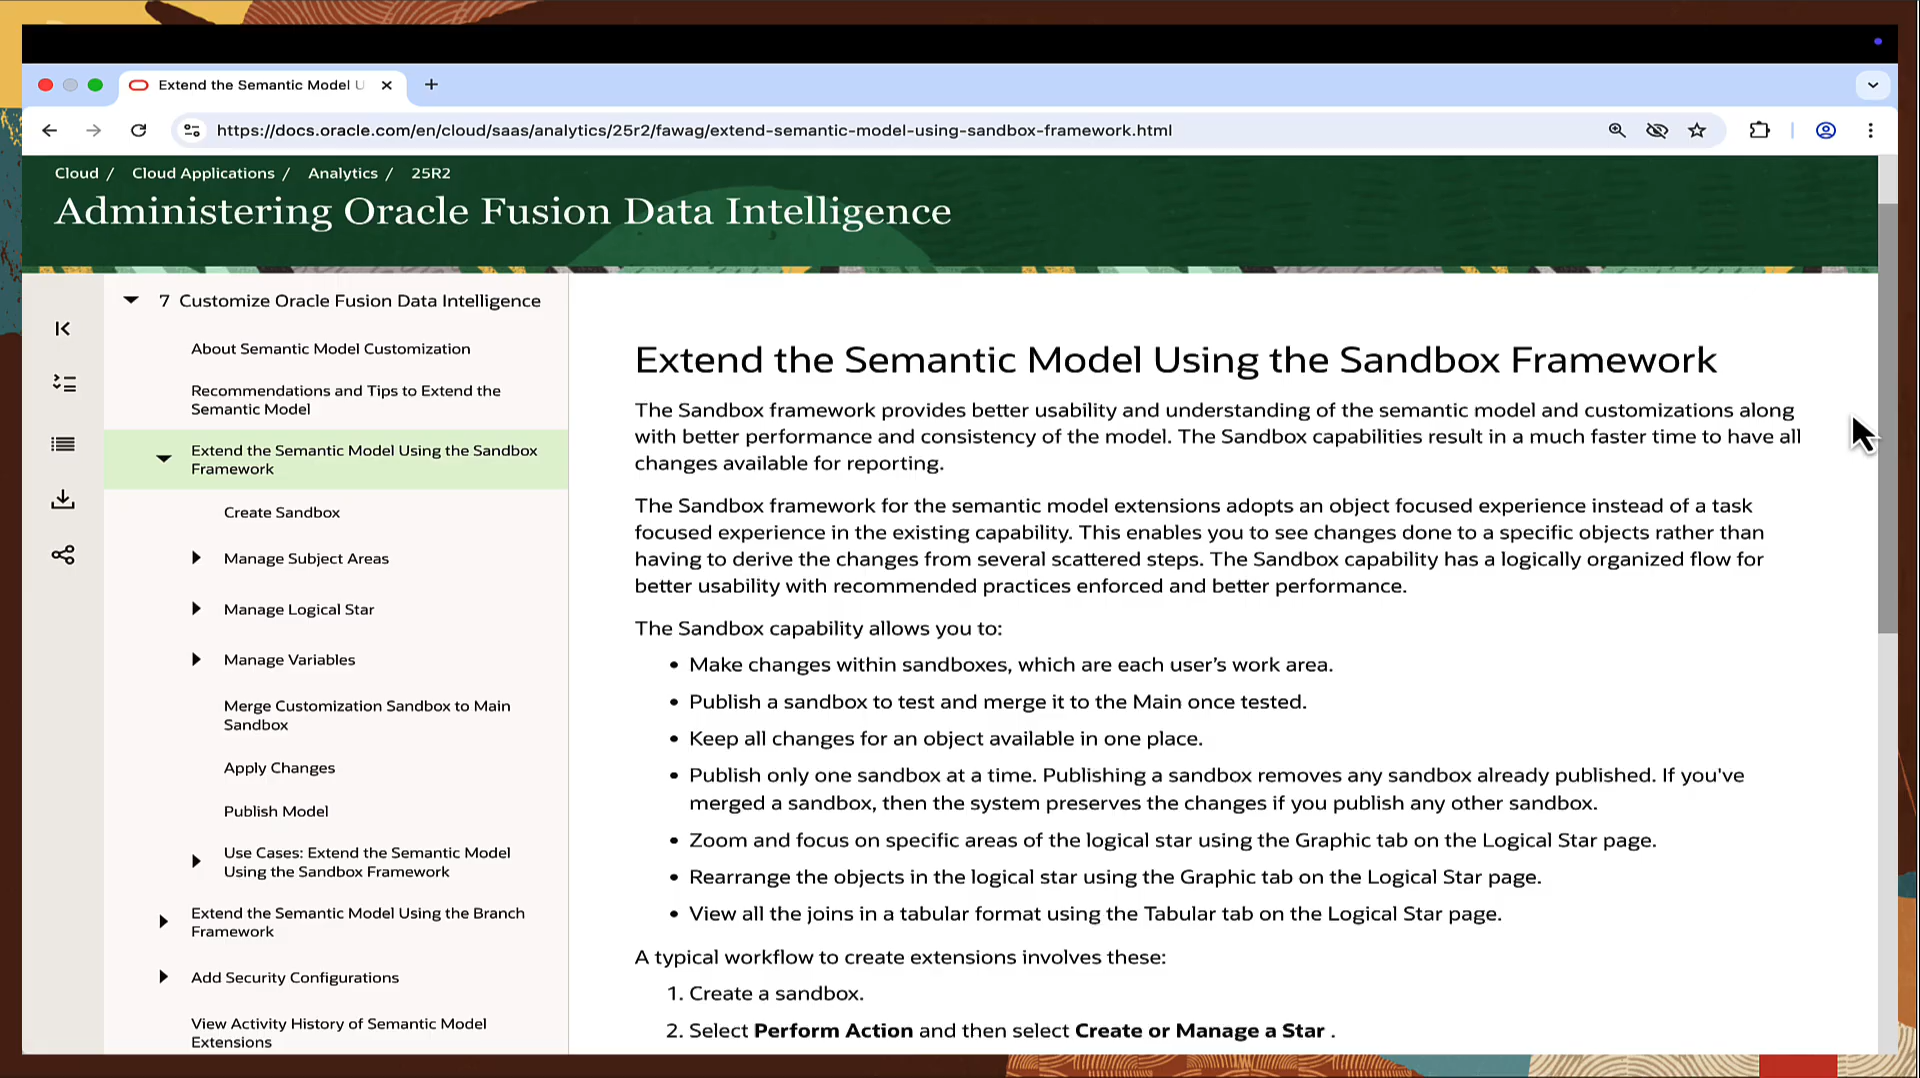 Extend the Semantic Model U
https://docs.oracle.com/en/cloud/saas/analytics/25r2/fawag/extend-semantic-model-using-sandbox-framework.html
Cloud / Cloud Applications / Analytics / 25R2
Administering Oracle Fusion Data Intelligence
7 Customize Oracle Fusion Data Intelligence
About Semantic Model Customization
Recommendations and Tips to Extend the
Semantic Model
Extend the Semantic Model Using the Sandbox
Framework
Create Sandbox
Manage Subject Areas
Manage Logical Star
Manage Variables
Merge Customization Sandbox to Main
Sandbox
Apply Changes
Publish Model
Use Cases: Extend the Semantic Model
Using the Sandbox Framework
Extend the Semantic Model Using the Branch
Framework
Add Security Configurations
View Activity History of Semantic Model
Extensions
Extend the Semantic Model Using the Sandbox Framework
The Sandbox framework provides better usability and understanding of the semantic model and customizations along
with better performance and consistency of the model. The Sandbox capabilities result in a much faster time to have all
changes available for reporting.
The Sandbox framework for the semantic model extensions adopts an object focused experience instead of a task
focused experience in the existing capability. This enables you to see changes done to a specific objects rather than
having to derive the changes from several scattered steps. The Sandbox capability has a logically organized flow for
better usability with recommended practices enforced and better performance.
The Sandbox capability allows you to:
• Make changes within sandboxes, which are each user's work area.
• Publish a sandbox to test and merge it to the Main once tested.
• Keep all changes for an object available in one place.
• Publish only one sandbox at a time. Publishing a sandbox removes any sandbox already published. If you've
merged a sandbox, then the system preserves the changes if you publish any other sandbox.
• Zoom and focus on specific areas of the logical star using the Graphic tab on the Logical Star page.
• Rearrange the objects in the logical star using the Graphic tab on the Logical Star page.
• View all the joins in a tabular format using the Tabular tab on the Logical Star page.
A typical workflow to create extensions involves these:
1. Create a sandbox.
2. Select Perform Action and then select Create or Manage a Star .